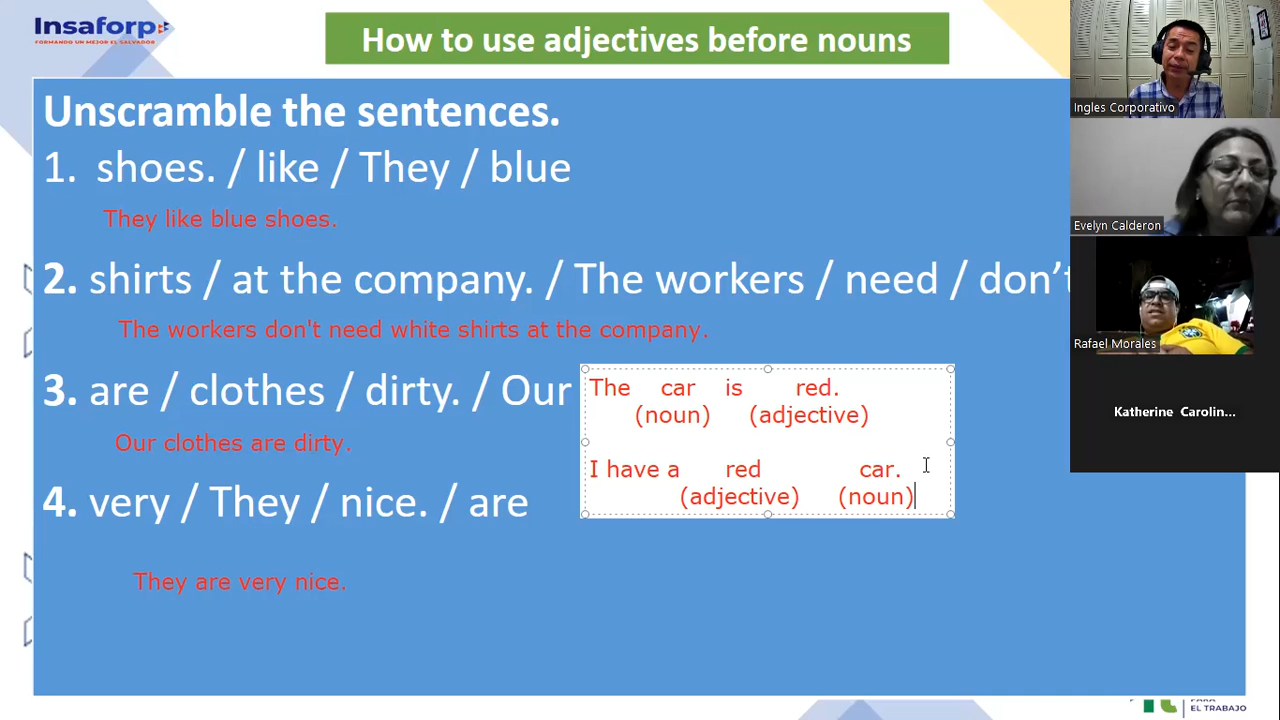 Insaforp
FORMANDO UN MEJOR EL SALVADOR
How to use adjectives before nouns
Unscramble the sentences.
1. shoes. / like / They / blue
They like blue shoes.
2. shirts / at the company. / The workers / need / don't
The workers don't need white shirts at the company.
3. are / clothes / dirty. / Our
Our clothes are dirty.
The car is red.
(noun) (adjective)
I have a red car.
(adjective) (noun)
4. very / They / nice. / are
They are very nice.
Ingles Corporativo
Evelyn Calderon
Rafael Morales
Katherine Carolin...
EL TRABAJO